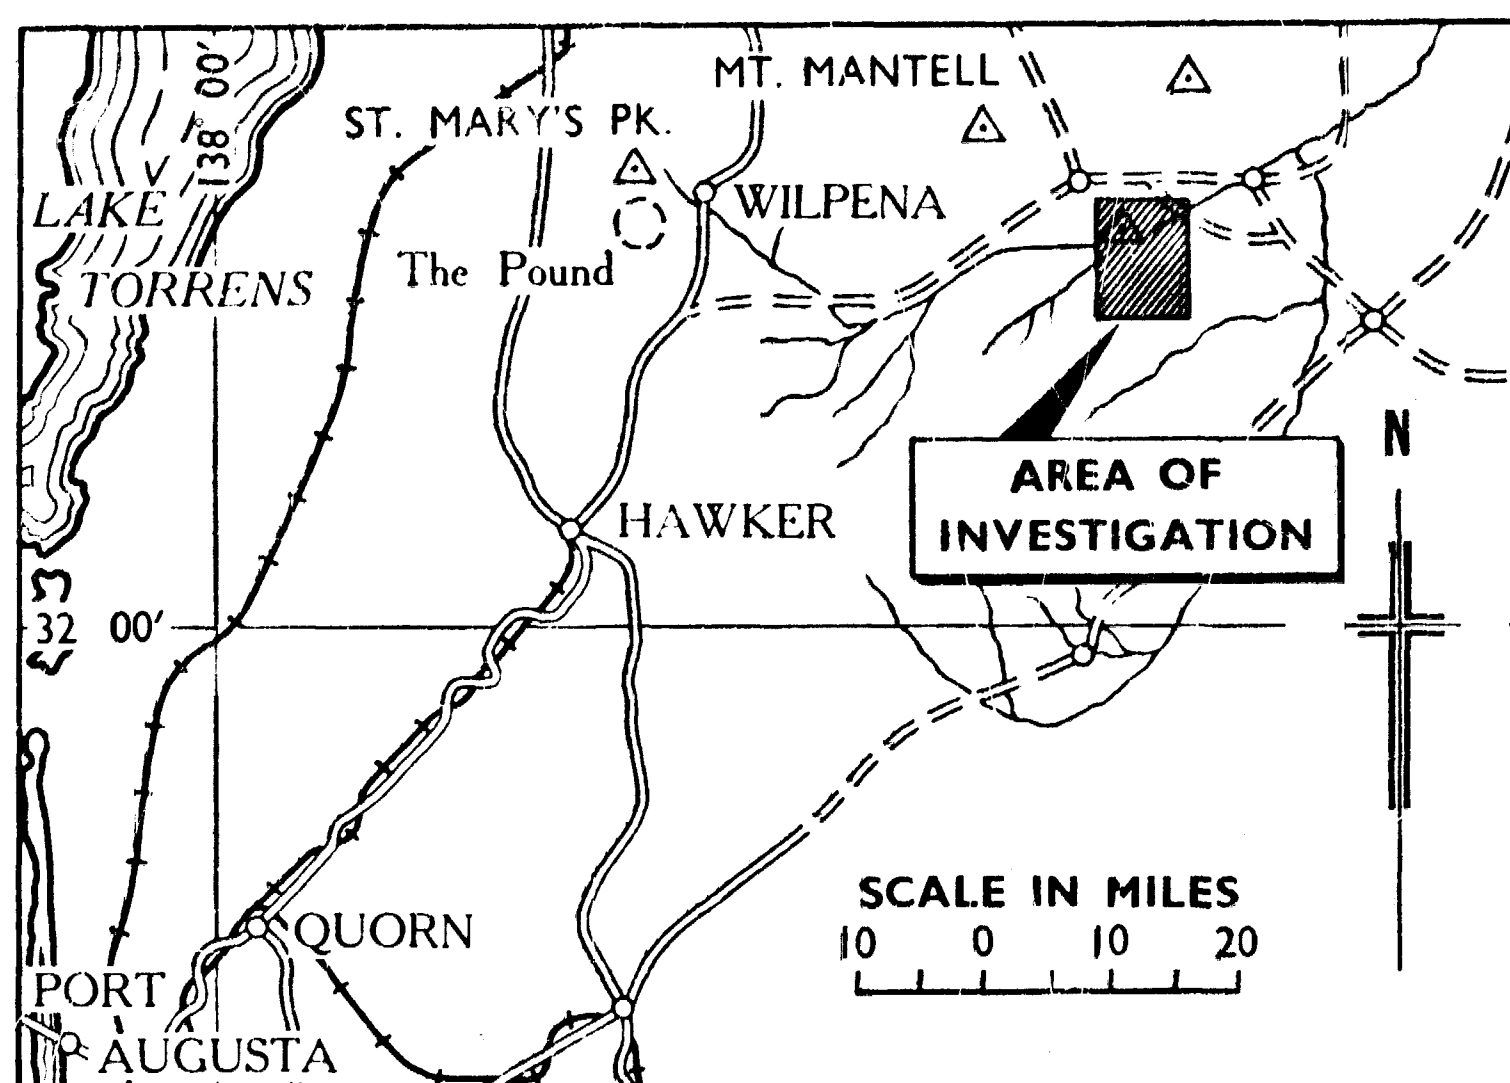 138 00'
MT. MANTELL
ST. MARY'S PK.
LAKE
TORRENS
WILPENA
The Pound
N
AREA OF
INVESTIGATION
HAWKER
32 00'
SCALE IN MILES
10 0 10 20
QUORN
PORT
AUGUSTA